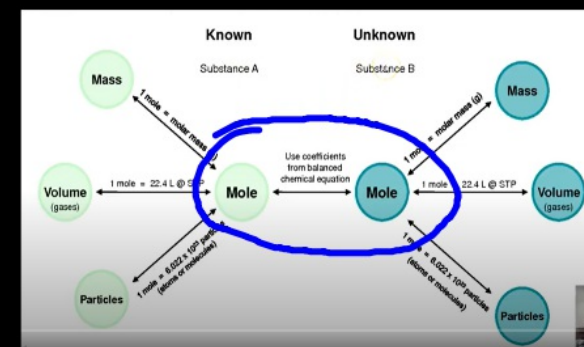 Known
Unknown
Substance A
Substance B
Mass
Mass
1 mole = molar mass (g)
1 mole = molar mass (g)
Use coefficients
from balanced
chemical equation
Volume
(gases)
1 mole = 22.4 L @ STP
Mole
Mole
1 mole 22.4 L @ STP
Volume
(gases)
1 mole = 6.022 x 10²³ particles
(atoms or molecules)
1 mole = 6.022 x 10²³ particles
(atoms or molecules)
Particles
Particles